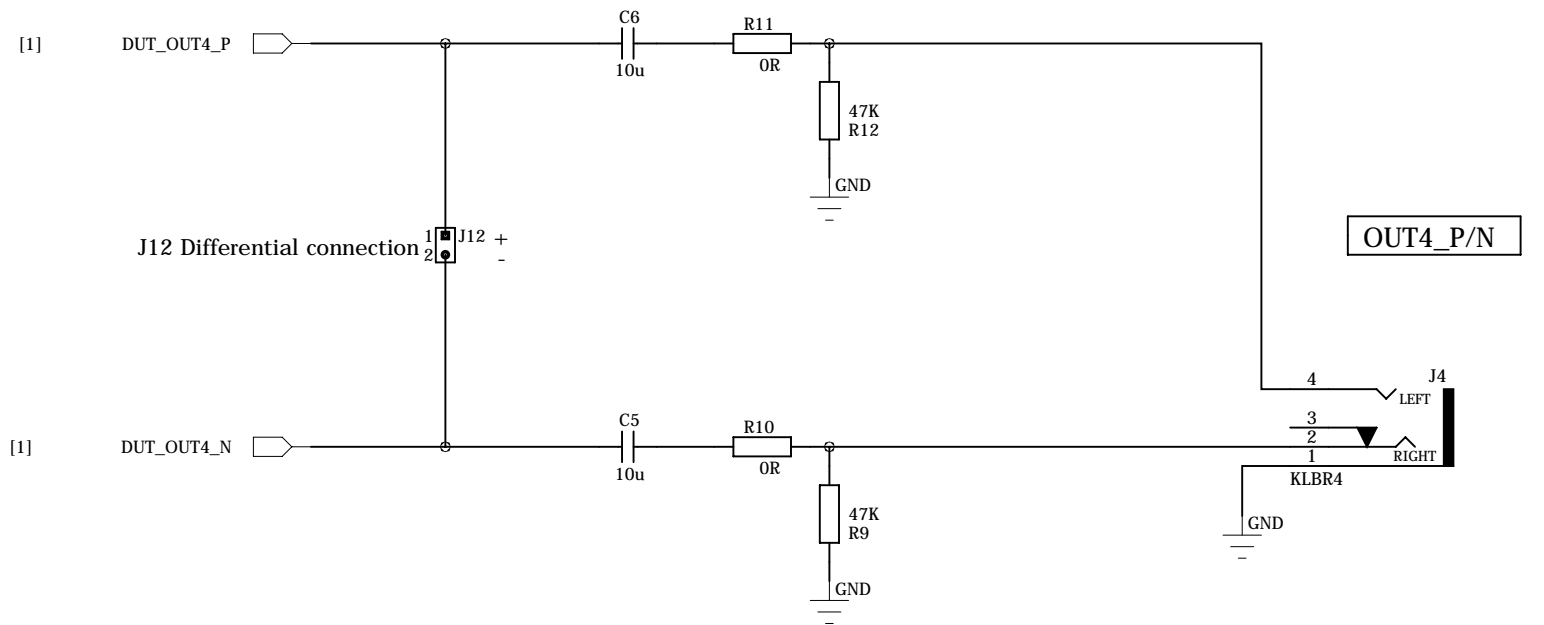 C6
R11
[1] DUT_OUT4_P
10u
0R
47K
R12
GND
J12 Differential connection 1 J12 +
2 -
OUT4_P/N
4
J4
LEFT
C5
R10
3
[1] DUT_OUT4_N
2
RIGHT
1
10u
0R
KLBR4
47K
R9
GND
GND